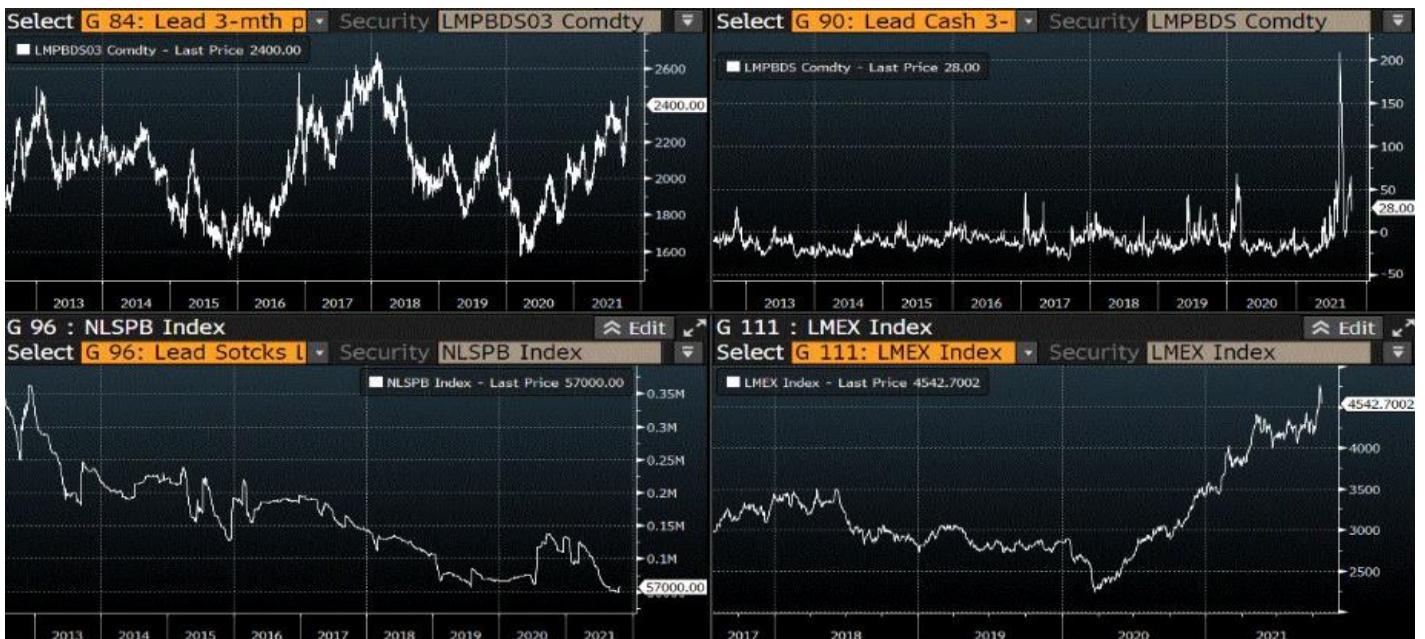 Select G 84: Lead 3-mth p Security LMPBDS03 Comdty
LMPBDS03 Comdty - Last Price 2400.00
2600
2400.00
2200
2000
1800
1600
2013 2014 2015 2016 2017 2018 2019 2020 2021
Select G 90: Lead Cash 3- Security LMPBDS Comdty
LMPBDS Comdty - Last Price 28.00
200
150
100
50
28.00
0
-50
2013 2014 2015 2016 2017 2018 2019 2020 2021
G 96 : NLSPB Index Edit
Select G 96: Lead Sotcks L Security NLSPB Index
NLSPB Index - Last Price 57000.00
0.35M
0.3M
0.25M
0.2M
0.15M
0.1M
57000.00
2013 2014 2015 2016 2017 2018 2019 2020 2021
G 111 : LMEX Index Edit
Select G 111: LMEX Index Security LMEX Index
LMEX Index - Last Price 4542.7002
4542.7002
4000
3500
3000
2500
2017 2018 2019 2020 2021